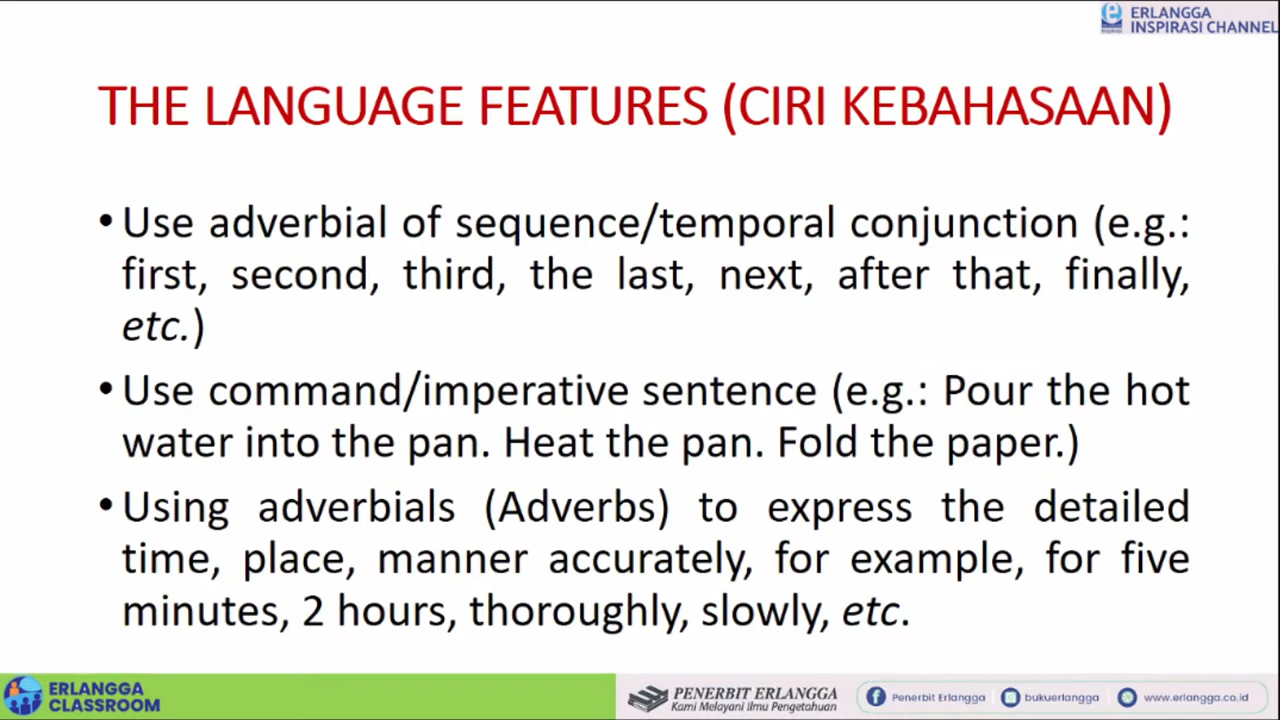 ERLANGGA
INSPIRASI CHANNEL
THE LANGUAGE FEATURES (CIRI KEBAHASAAN)
• Use adverbial of sequence/temporal conjunction (e.g.:
first, second, third, the last, next, after that, finally,
etc.)
• Use command/imperative sentence (e.g.: Pour the hot
water into the pan. Heat the pan. Fold the paper.)
• Using adverbials (Adverbs) to express the detailed
time, place, manner accurately, for example, for five
minutes, 2 hours, thoroughly, slowly, etc.
ERLANGGA
CLASSROOM
PENERBIT ERLANGGA
Kami Melayani Ilmu Pengetahuan
Penerbit Erlangga
bukuerlangga
www.erlangga.co.id